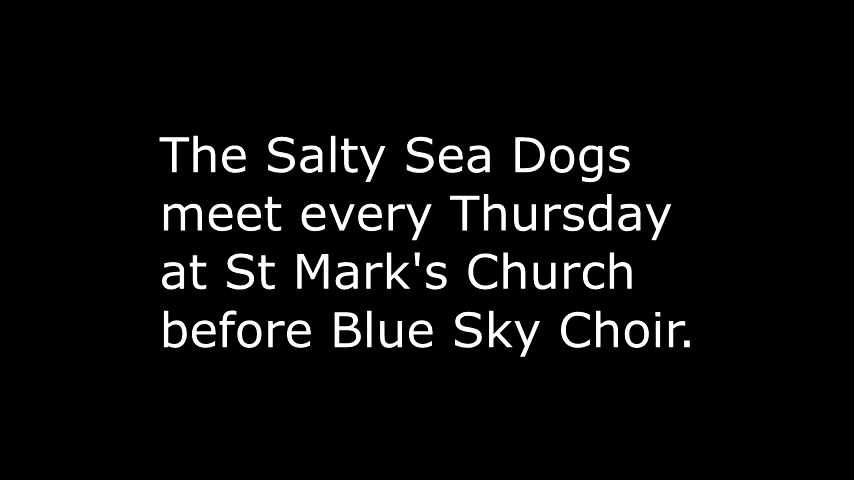 The Salty Sea Dogs
meet every Thursday
at St Mark's Church
before Blue Sky Choir.